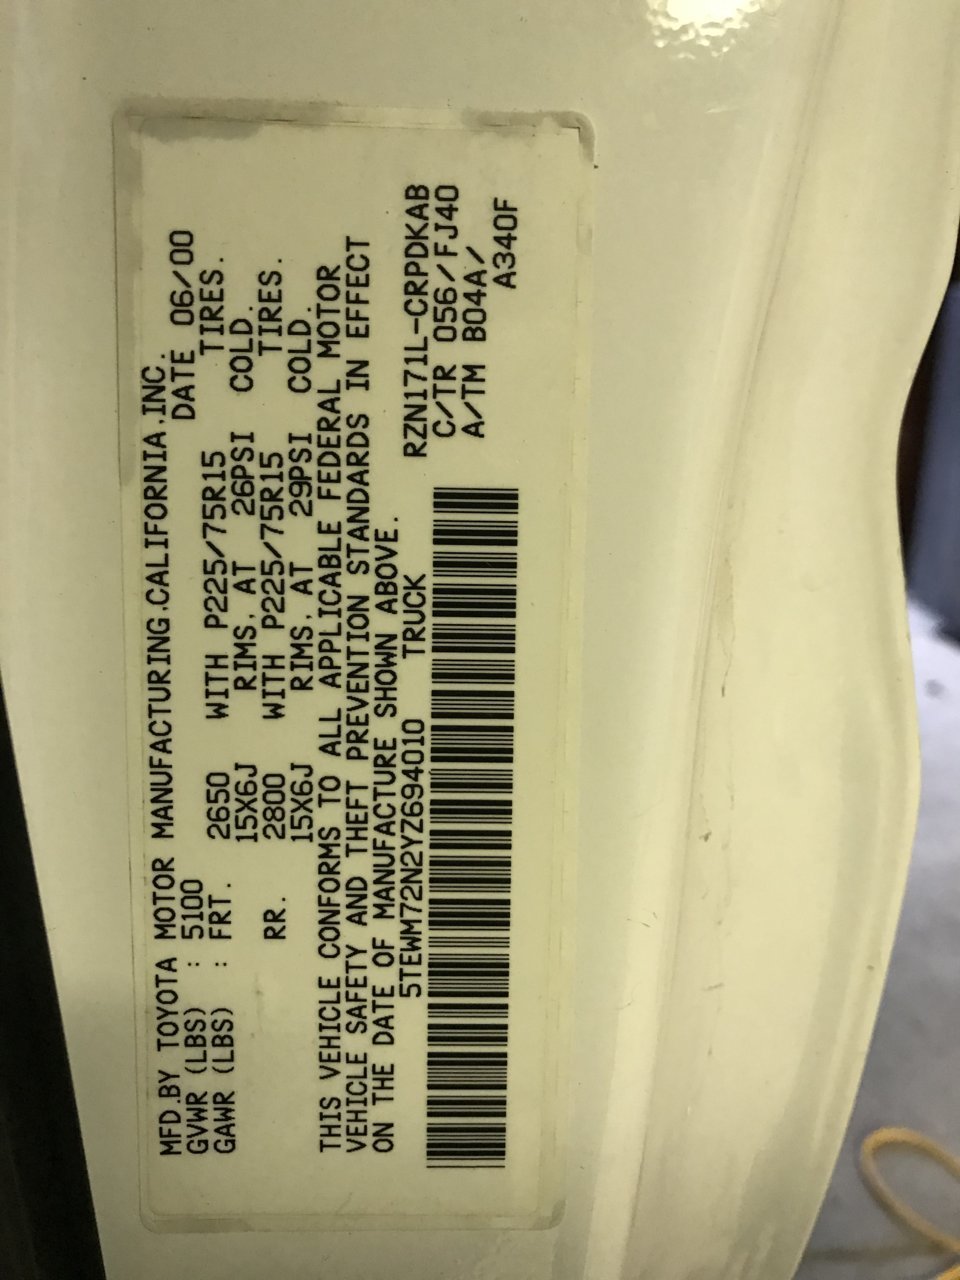 MFD.BY TOYOTA MOTOR MANUFACTURING.CALIFORNIA.INC.
GVWR (LBS) : 5100 DATE 06/00
GAWR (LBS) : FRT. 2650 WITH P225/75R15 TIRES.
15X6J RIMS, AT 26PSI COLD.
RR. 2800 WITH P225/75R15 TIRES.
15X6J RIMS, AT 29PSI COLD.
THIS VEHICLE CONFORMS TO ALL APPLICABLE FEDERAL MOTOR
VEHICLE SAFETY AND THEFT PREVENTION STANDARDS IN EFFECT
ON THE DATE OF MANUFACTURE SHOWN ABOVE.
5TEWM72N2YZ694010 TRUCK
RZN171L-CRPDKAB
C/TR 056/FJ40
A/TM B04A/
A340F